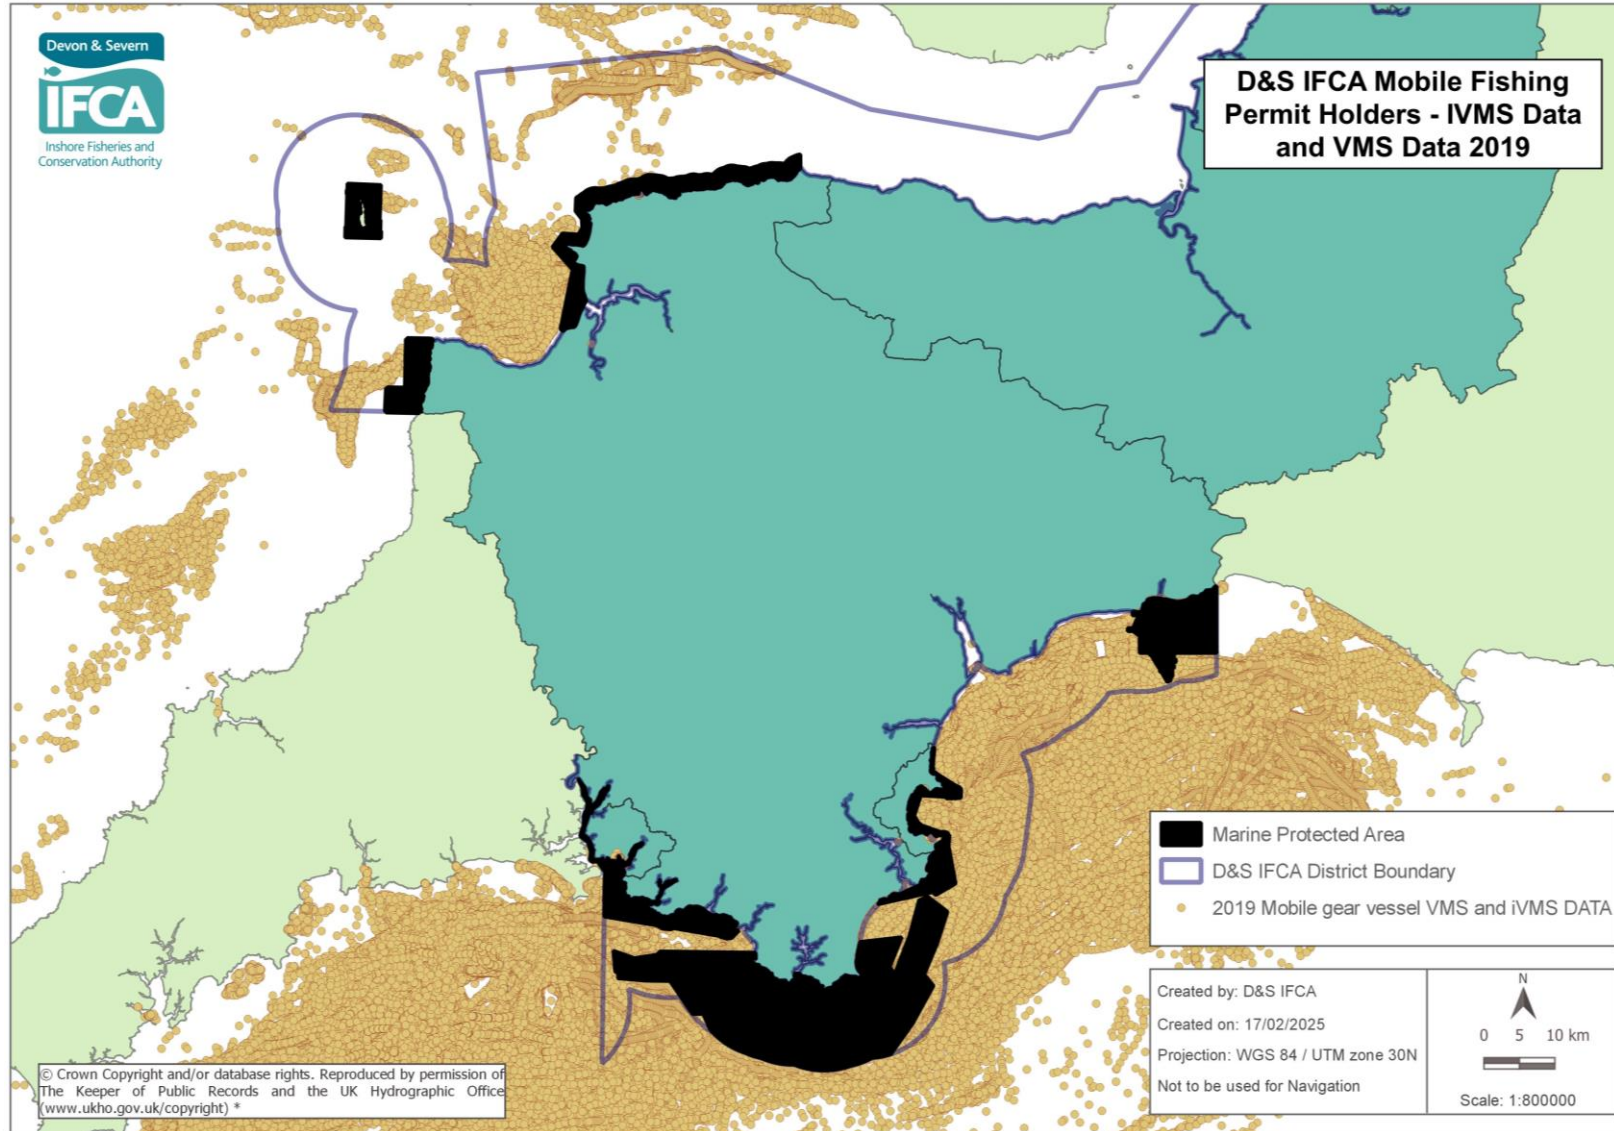 Devon & Severn
IFCA
Inshore Fisheries and
Conservation Authority
D&S IFCA Mobile Fishing
Permit Holders - IVMS Data
and VMS Data 2019
Marine Protected Area
D&S IFCA District Boundary
2019 Mobile gear vessel VMS and iVMS DATA
Created by: D&S IFCA
Created on: 17/02/2025
Projection: WGS 84 / UTM zone 30N
Not to be used for Navigation
N
0 5 10 km
Scale: 1:800000
© Crown Copyright and/or database rights. Reproduced by permission of
The Keeper of Public Records and the UK Hydrographic Office
(www.ukho.gov.uk/copyright) *